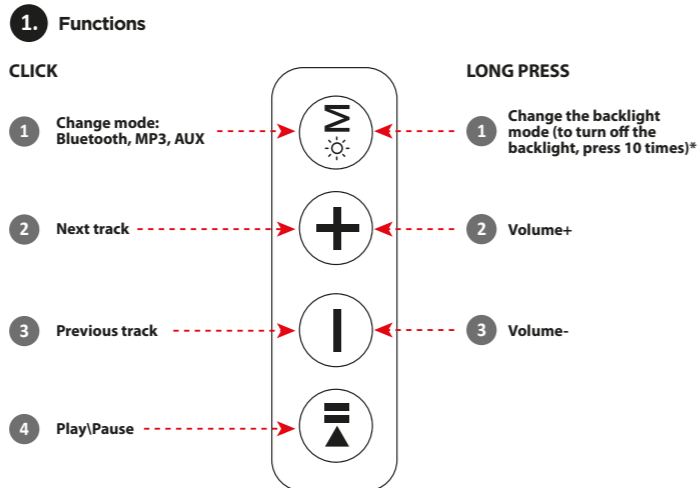 1. Functions
CLICK
1 Change mode:
Bluetooth, MP3, AUX
2 Next track
3 Previous track
4 Play\Pause
M
LONG PRESS
1 Change the backlight
mode (to turn off the
backlight, press 10 times)*
2 Volume+
3 Volume-